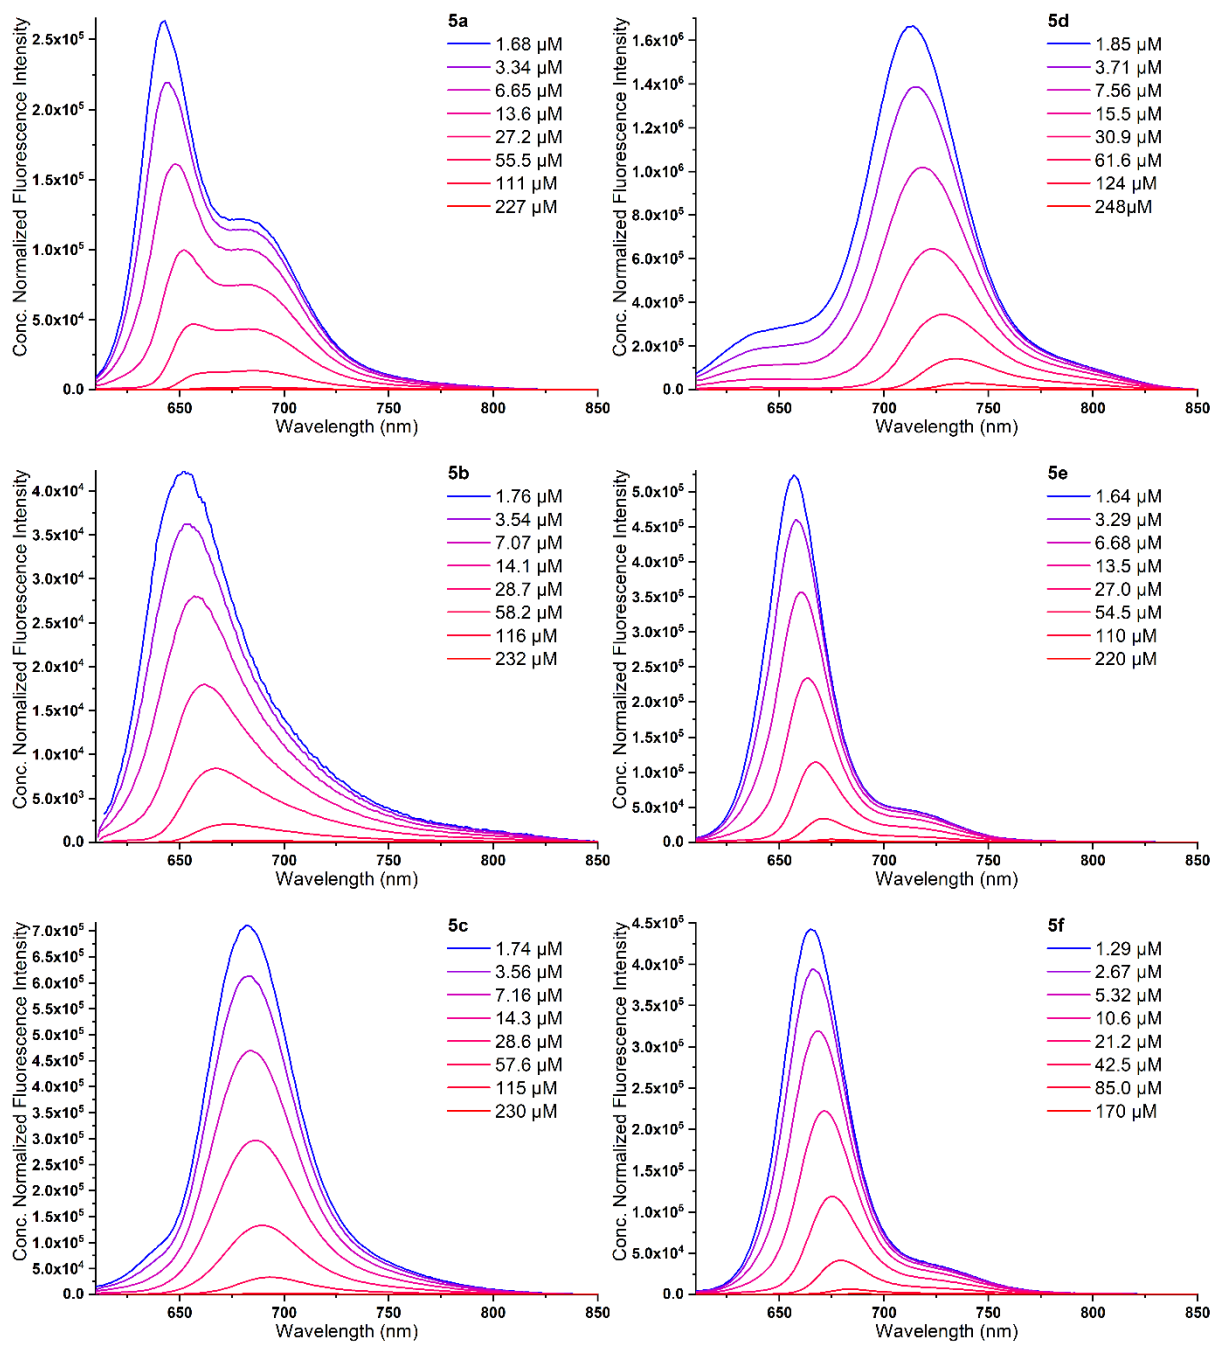 5a
1.68 µM
3.34 µM
6.65 µM
13.6 µM
27.2 µM
55.5 µM
111 µM
227 µM
Conc. Normalized Fluorescence Intensity
2.5x10⁵
2.0x10⁵
1.5x10⁵
1.0x10⁵
5.0x10⁴
0.0
650
700
750
800
850
Wavelength (nm)
5d
1.85 µM
3.71 µM
7.56 µM
15.5 µM
30.9 µM
61.6 µM
124 µM
248µM
Conc. Normalized Fluorescence Intensity
1.6x10⁶
1.4x10⁶
1.2x10⁶
1.0x10⁶
8.0x10⁵
6.0x10⁵
4.0x10⁵
2.0x10⁵
0.0
650
700
750
800
850
Wavelength (nm)
5b
1.76 µM
3.54 µM
7.07 µM
14.1 µM
28.7 µM
58.2 µM
116 µM
232 µM
Conc. Normalized Fluorescence Intensity
4.0x10⁴
3.5x10⁴
3.0x10⁴
2.5x10⁴
2.0x10⁴
1.5x10⁴
1.0x10⁴
5.0x10³
0.0
650
700
750
800
850
Wavelength (nm)
5e
1.64 µM
3.29 µM
6.68 µM
13.5 µM
27.0 µM
54.5 µM
110 µM
220 µM
Conc. Normalized Fluorescence Intensity
5.0x10⁵
4.5x10⁵
4.0x10⁵
3.5x10⁵
3.0x10⁵
2.5x10⁵
2.0x10⁵
1.5x10⁵
1.0x10⁵
5.0x10⁴
0.0
650
700
750
800
850
Wavelength (nm)
5c
1.74 µM
3.56 µM
7.16 µM
14.3 µM
28.6 µM
57.6 µM
115 µM
230 µM
Conc. Normalized Fluorescence Intensity
7.0x10⁵
6.5x10⁵
6.0x10⁵
5.5x10⁵
5.0x10⁵
4.5x10⁵
4.0x10⁵
3.5x10⁵
3.0x10⁵
2.5x10⁵
2.0x10⁵
1.5x10⁵
1.0x10⁵
5.0x10⁴
0.0
650
700
750
800
850
Wavelength (nm)
5f
1.29 µM
2.67 µM
5.32 µM
10.6 µM
21.2 µM
42.5 µM
85.0 µM
170 µM
Conc. Normalized Fluorescence Intensity
4.5x10⁵
4.0x10⁵
3.5x10⁵
3.0x10⁵
2.5x10⁵
2.0x10⁵
1.5x10⁵
1.0x10⁵
5.0x10⁴
0.0
650
700
750
800
850
Wavelength (nm)